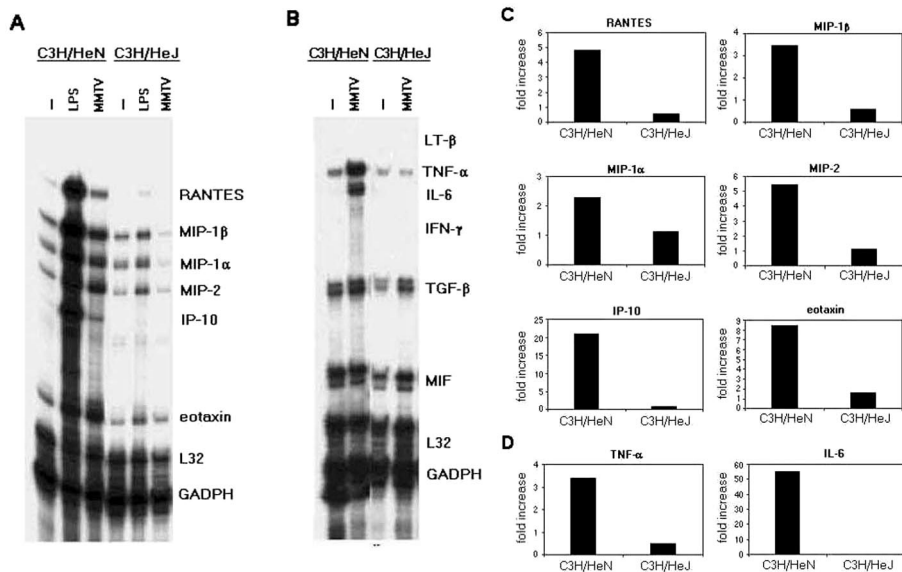 A
C3H/HeN C3H/HeJ
– LPS MMTV – LPS MMTV
RANTES
MIP-1β
MIP-1α
MIP-2
IP-10
eotaxin
L32
GADPH
B
C3H/HeN C3H/HeJ
– MMTV – MMTV
LT-β
TNF-α
IL-6
IFN-γ
TGF-β
MIF
L32
GADPH
C
RANTES
fold increase
6
5
4
3
2
1
0
C3H/HeN C3H/HeJ
MIP-1β
fold increase
4
3
2
1
0
C3H/HeN C3H/HeJ
MIP-1α
fold increase
3
2
1
0
C3H/HeN C3H/HeJ
MIP-2
fold increase
6
5
4
3
2
1
0
C3H/HeN C3H/HeJ
IP-10
fold increase
25
20
15
10
5
0
C3H/HeN C3H/HeJ
eotaxin
fold increase
9
8
7
6
5
4
3
2
1
0
C3H/HeN C3H/HeJ
D
TNF-α
fold increase
4
3
2
1
0
C3H/HeN C3H/HeJ
IL-6
fold increase
60
50
40
30
20
10
0
C3H/HeN C3H/HeJ